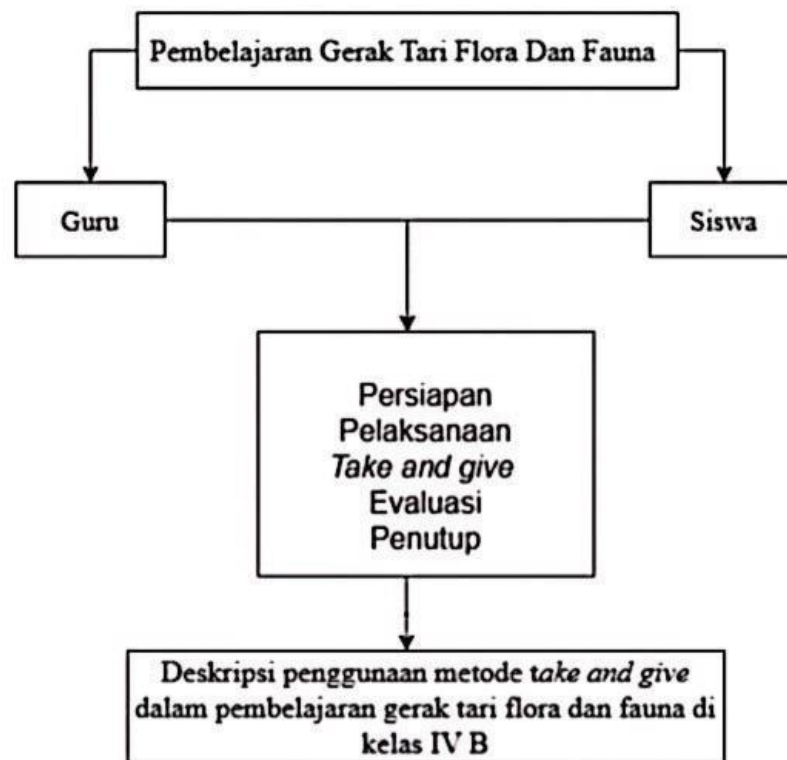 Pembelajaran Gerak Tari Flora Dan Fauna
Guru
Siswa
Persiapan
Pelaksanaan
Take and give
Evaluasi
Penutup
Deskripsi penggunaan metode take and give
dalam pembelajaran gerak tari flora dan fauna di
kelas IV B